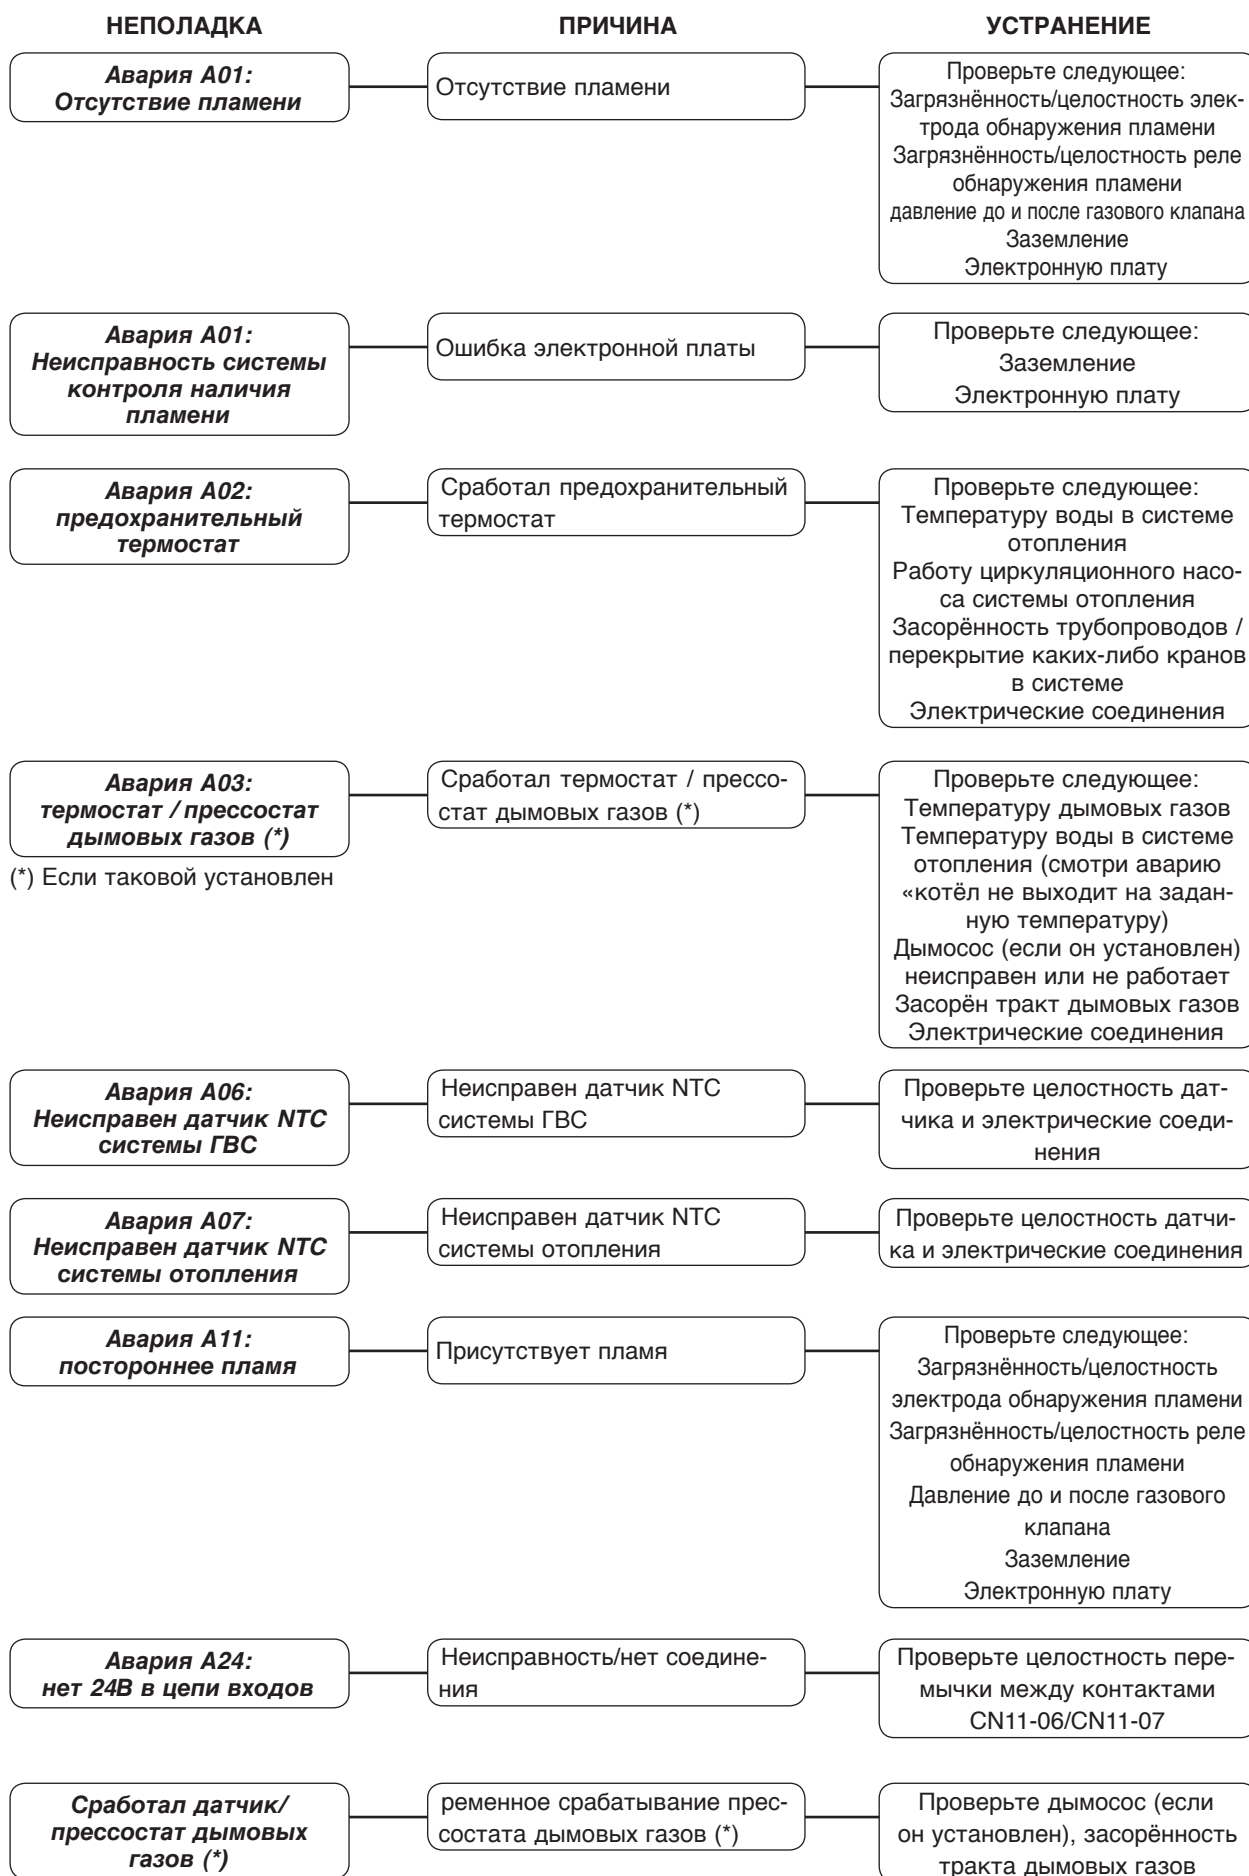 НЕПОЛАДКА
ПРИЧИНА
УСТРАНЕНИЕ
Авария A01:
Отсутствие пламени
Отсутствие пламени
Проверьте следующее:
Загрязнённость/целостность элек-
трода обнаружения пламени
Загрязнённость/целостность реле
обнаружения пламени
давление до и после газового клапана
Заземление
Электронную плату
Авария A01:
Неисправность системы
контроля наличия
пламени
Ошибка электронной платы
Проверьте следующее:
Заземление
Электронную плату
Авария A02:
предохранительный
термостат
Сработал предохранительный
термостат
Проверьте следующее:
Температуру воды в системе
отопления
Работу циркуляционного насо-
са системы отопления
Засорённость трубопроводов /
перекрытие каких-либо кранов
в системе
Электрические соединения
Авария A03:
термостат / прессостат
дымовых газов (*)
(*) Если таковой установлен
Сработал термостат / прессо-
стат дымовых газов (*)
Проверьте следующее:
Температуру дымовых газов
Температуру воды в системе
отопления (смотри аварию
«котёл не выходит на задан-
ную температуру)
Дымосос (если он установлен)
неисправен или не работает
Засорён тракт дымовых газов
Электрические соединения
Авария A06:
Неисправен датчик NTC
системы ГВС
Неисправен датчик NTC
системы ГВС
Проверьте целостность дат-
чика и электрические соеди-
нения
Авария A07:
Неисправен датчик NTC
системы отопления
Неисправен датчик NTC
системы отопления
Проверьте целостность датчи-
ка и электрические соединения
Авария A11:
постороннее пламя
Присутствует пламя
Проверьте следующее:
Загрязнённость/целостность
электрода обнаружения пламени
Загрязнённость/целостность реле
обнаружения пламени
Давление до и после газового
клапана
Заземление
Электронную плату
Авария A24:
нет 24В в цепи входов
Неисправность/нет соедине-
ния
Проверьте целостность пере-
мычки между контактами
CN11-06/CN11-07
Сработал датчик/
прессостат дымовых
газов (*)
ременное срабатывание прес-
состата дымовых газов (*)
Проверьте дымосос (если
он установлен), засорённость
тракта дымовых газов